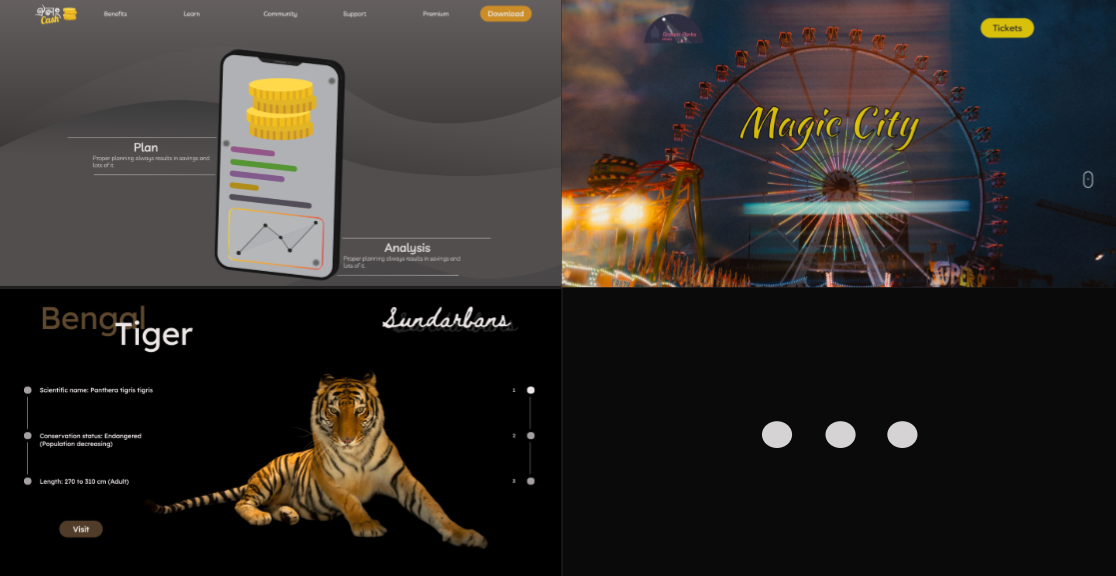 Cash
Benefits
Learn
Community
Support
Premium
Download
Plan
Proper planning always results in savings and
lots of it
Analysis
Proper planning always results in savings and
lots of it
Tickets
Magic City
Bengal
Tiger
Sundarbans
Scientific name: Panthera tigris tigris
1
Conservation status: Endangered
(Population decreasing)
2
Length: 270 to 310 cm (Adult)
3
Visit